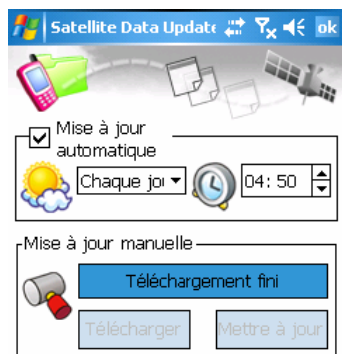 Satellite Data Update
ok
Mise à jour
automatique
Chaque jou
04: 50
Mise à jour manuelle
Téléchargement fini
Télécharger
Mettre à jour